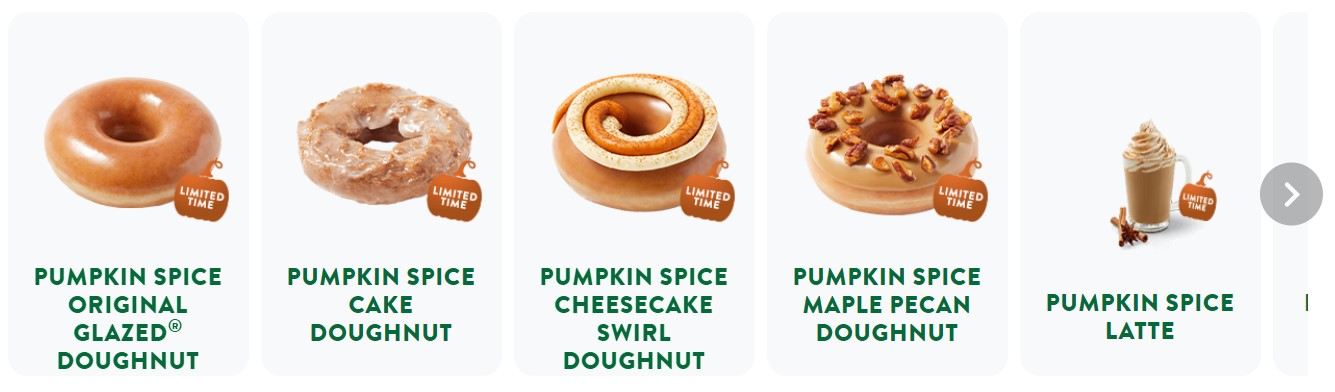 LIMITED
TIME
PUMPKIN SPICE
ORIGINAL
GLAZED®
DOUGHNUT
LIMITED
TIME
PUMPKIN SPICE
CAKE
DOUGHNUT
LIMITED
TIME
PUMPKIN SPICE
CHEESECAKE
SWIRL
DOUGHNUT
LIMITED
TIME
PUMPKIN SPICE
MAPLE PECAN
DOUGHNUT
LIMITED
TIME
PUMPKIN SPICE
LATTE